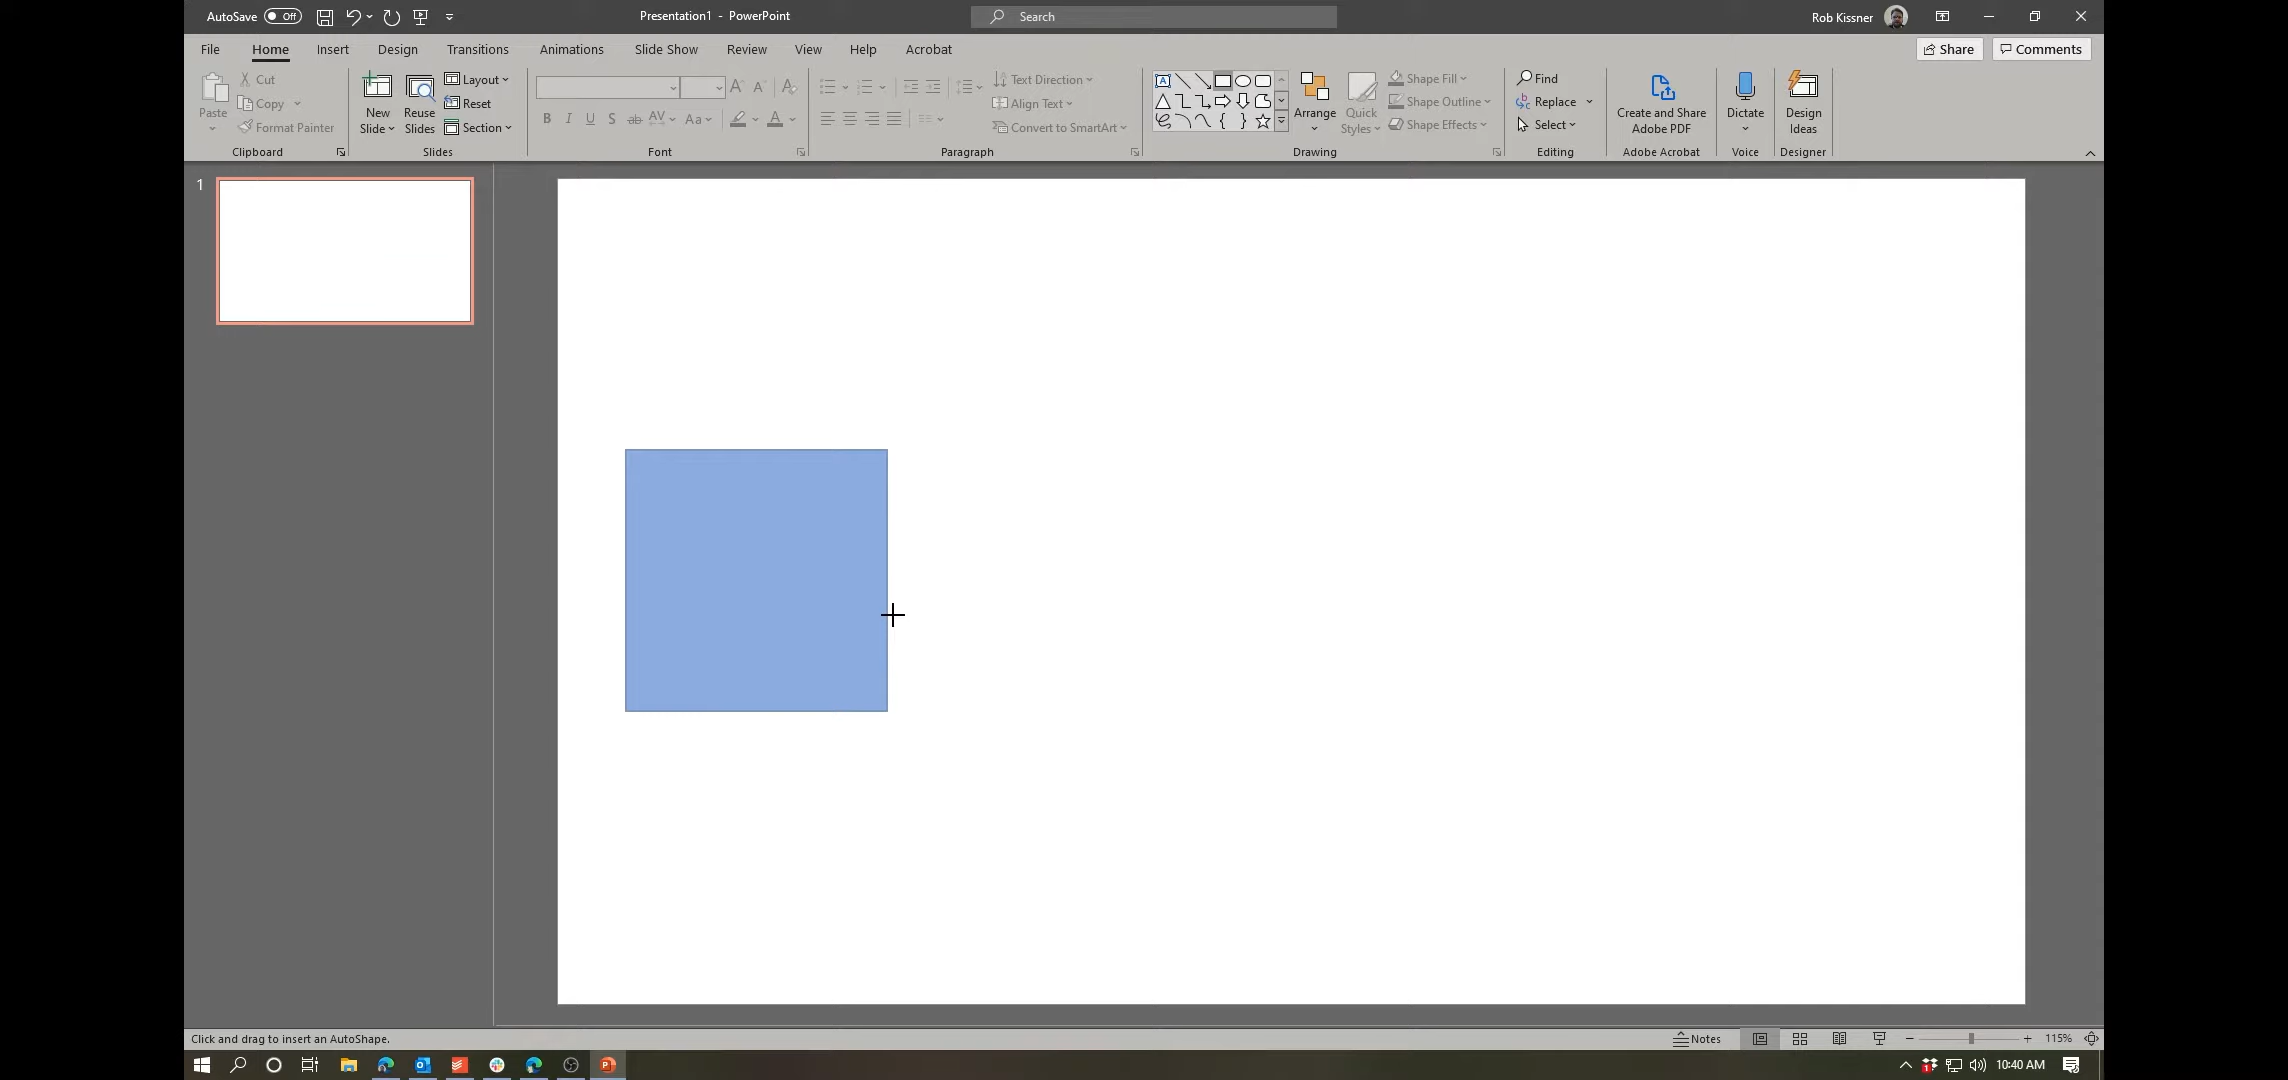 AutoSave Off
Presentation1 - PowerPoint
Search
Rob Kissner
File Home Insert Design Transitions Animations Slide Show Review View Help Acrobat
Share Comments
Paste
Cut
Copy
Format Painter
Clipboard
New
Slide
Reuse
Slides
Layout
Reset
Section
Slides
B I U S ab AV Aa A
Font
Text Direction
Align Text
Convert to SmartArt
Paragraph
A
Arrange
Quick
Styles
Shape Fill
Shape Outline
Shape Effects
Drawing
Find
Replace
Select
Editing
Create and Share
Adobe PDF
Adobe Acrobat
Dictate
Voice
Design
Ideas
Designer
1
Click and drag to insert an AutoShape.
Notes
115%
10:40 AM